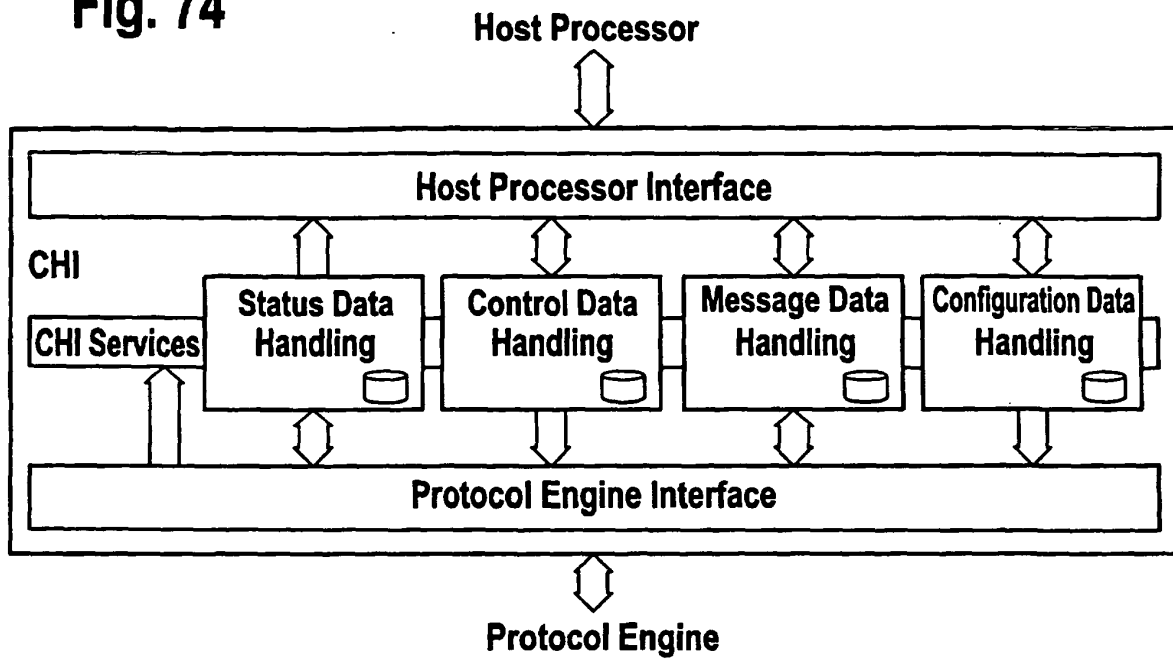 Fig. 74
Host Processor
Host Processor Interface
CHI
CHI Services
Status Data
Handling
Control Data
Handling
Message Data
Handling
Configuration Data
Handling
Protocol Engine Interface
Protocol Engine